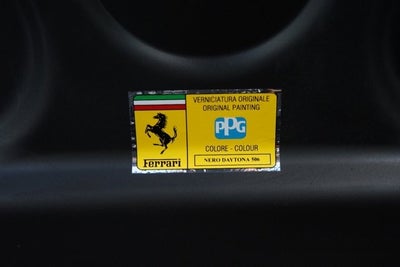 VERNICIATURA ORIGINALE
ORIGINAL PAINTING
PPG
COLORE - COLOUR
NERO DAYTONA 506
Ferrari